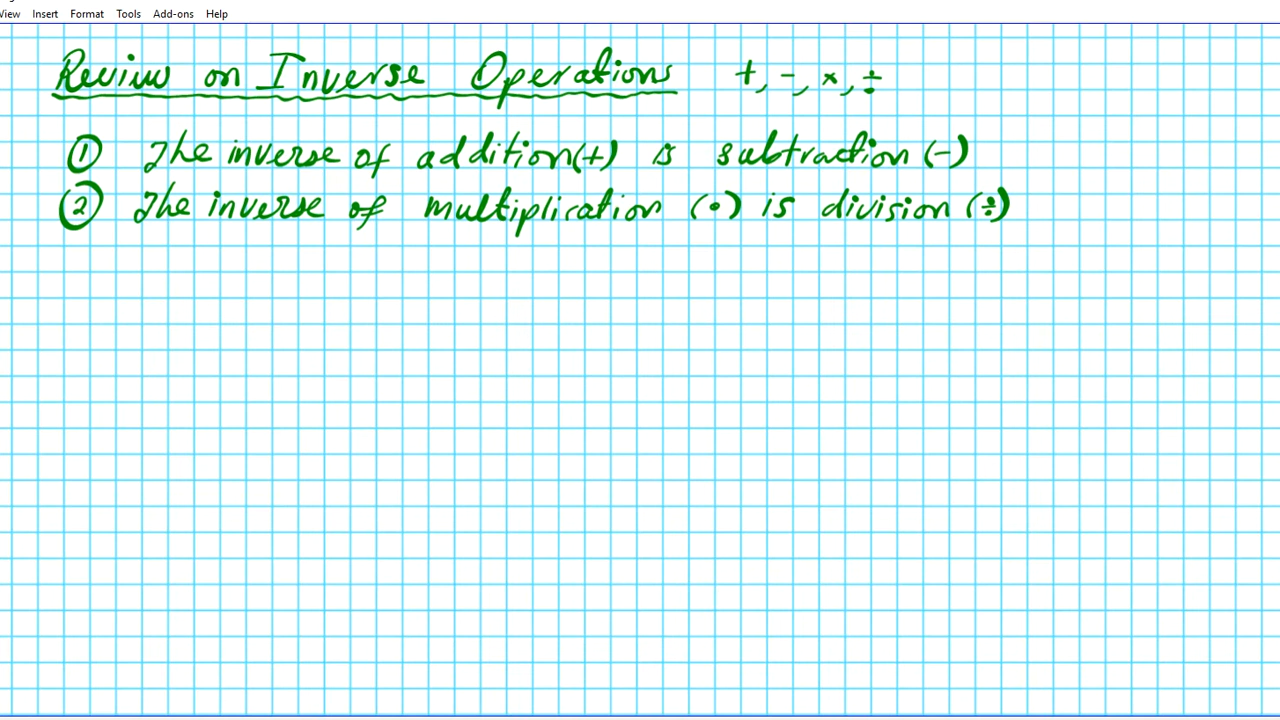 View Insert Format Tools Add-ons Help
Review on Inverse Operations +, -, ×, ÷
① The inverse of addition(+) is subtraction (-)
② The inverse of multiplication (•) is division (÷)